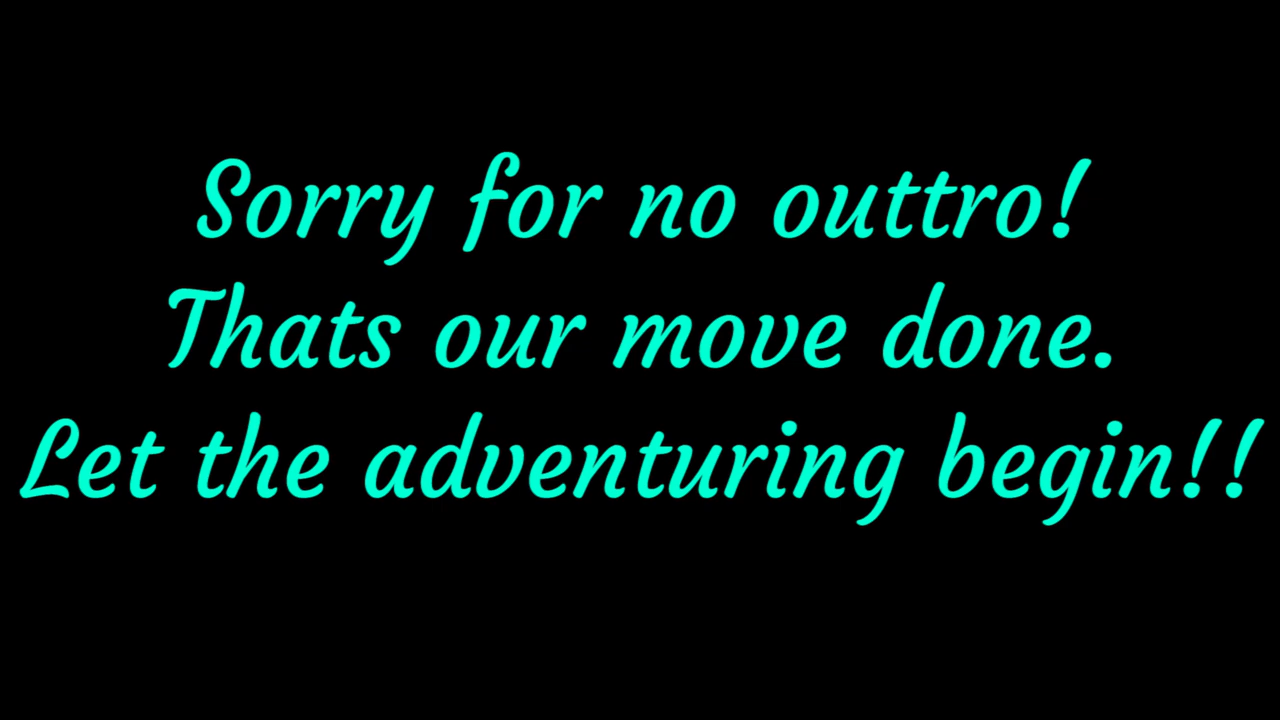 Sorry for no outtro!
Thats our move done.
Let the adventuring begin!!